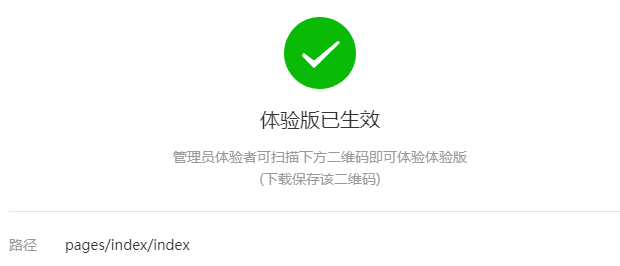 体验版已生效
管理员体验者可扫描下方二维码即可体验体验版
(下载保存该二维码)
路径 pages/index/index